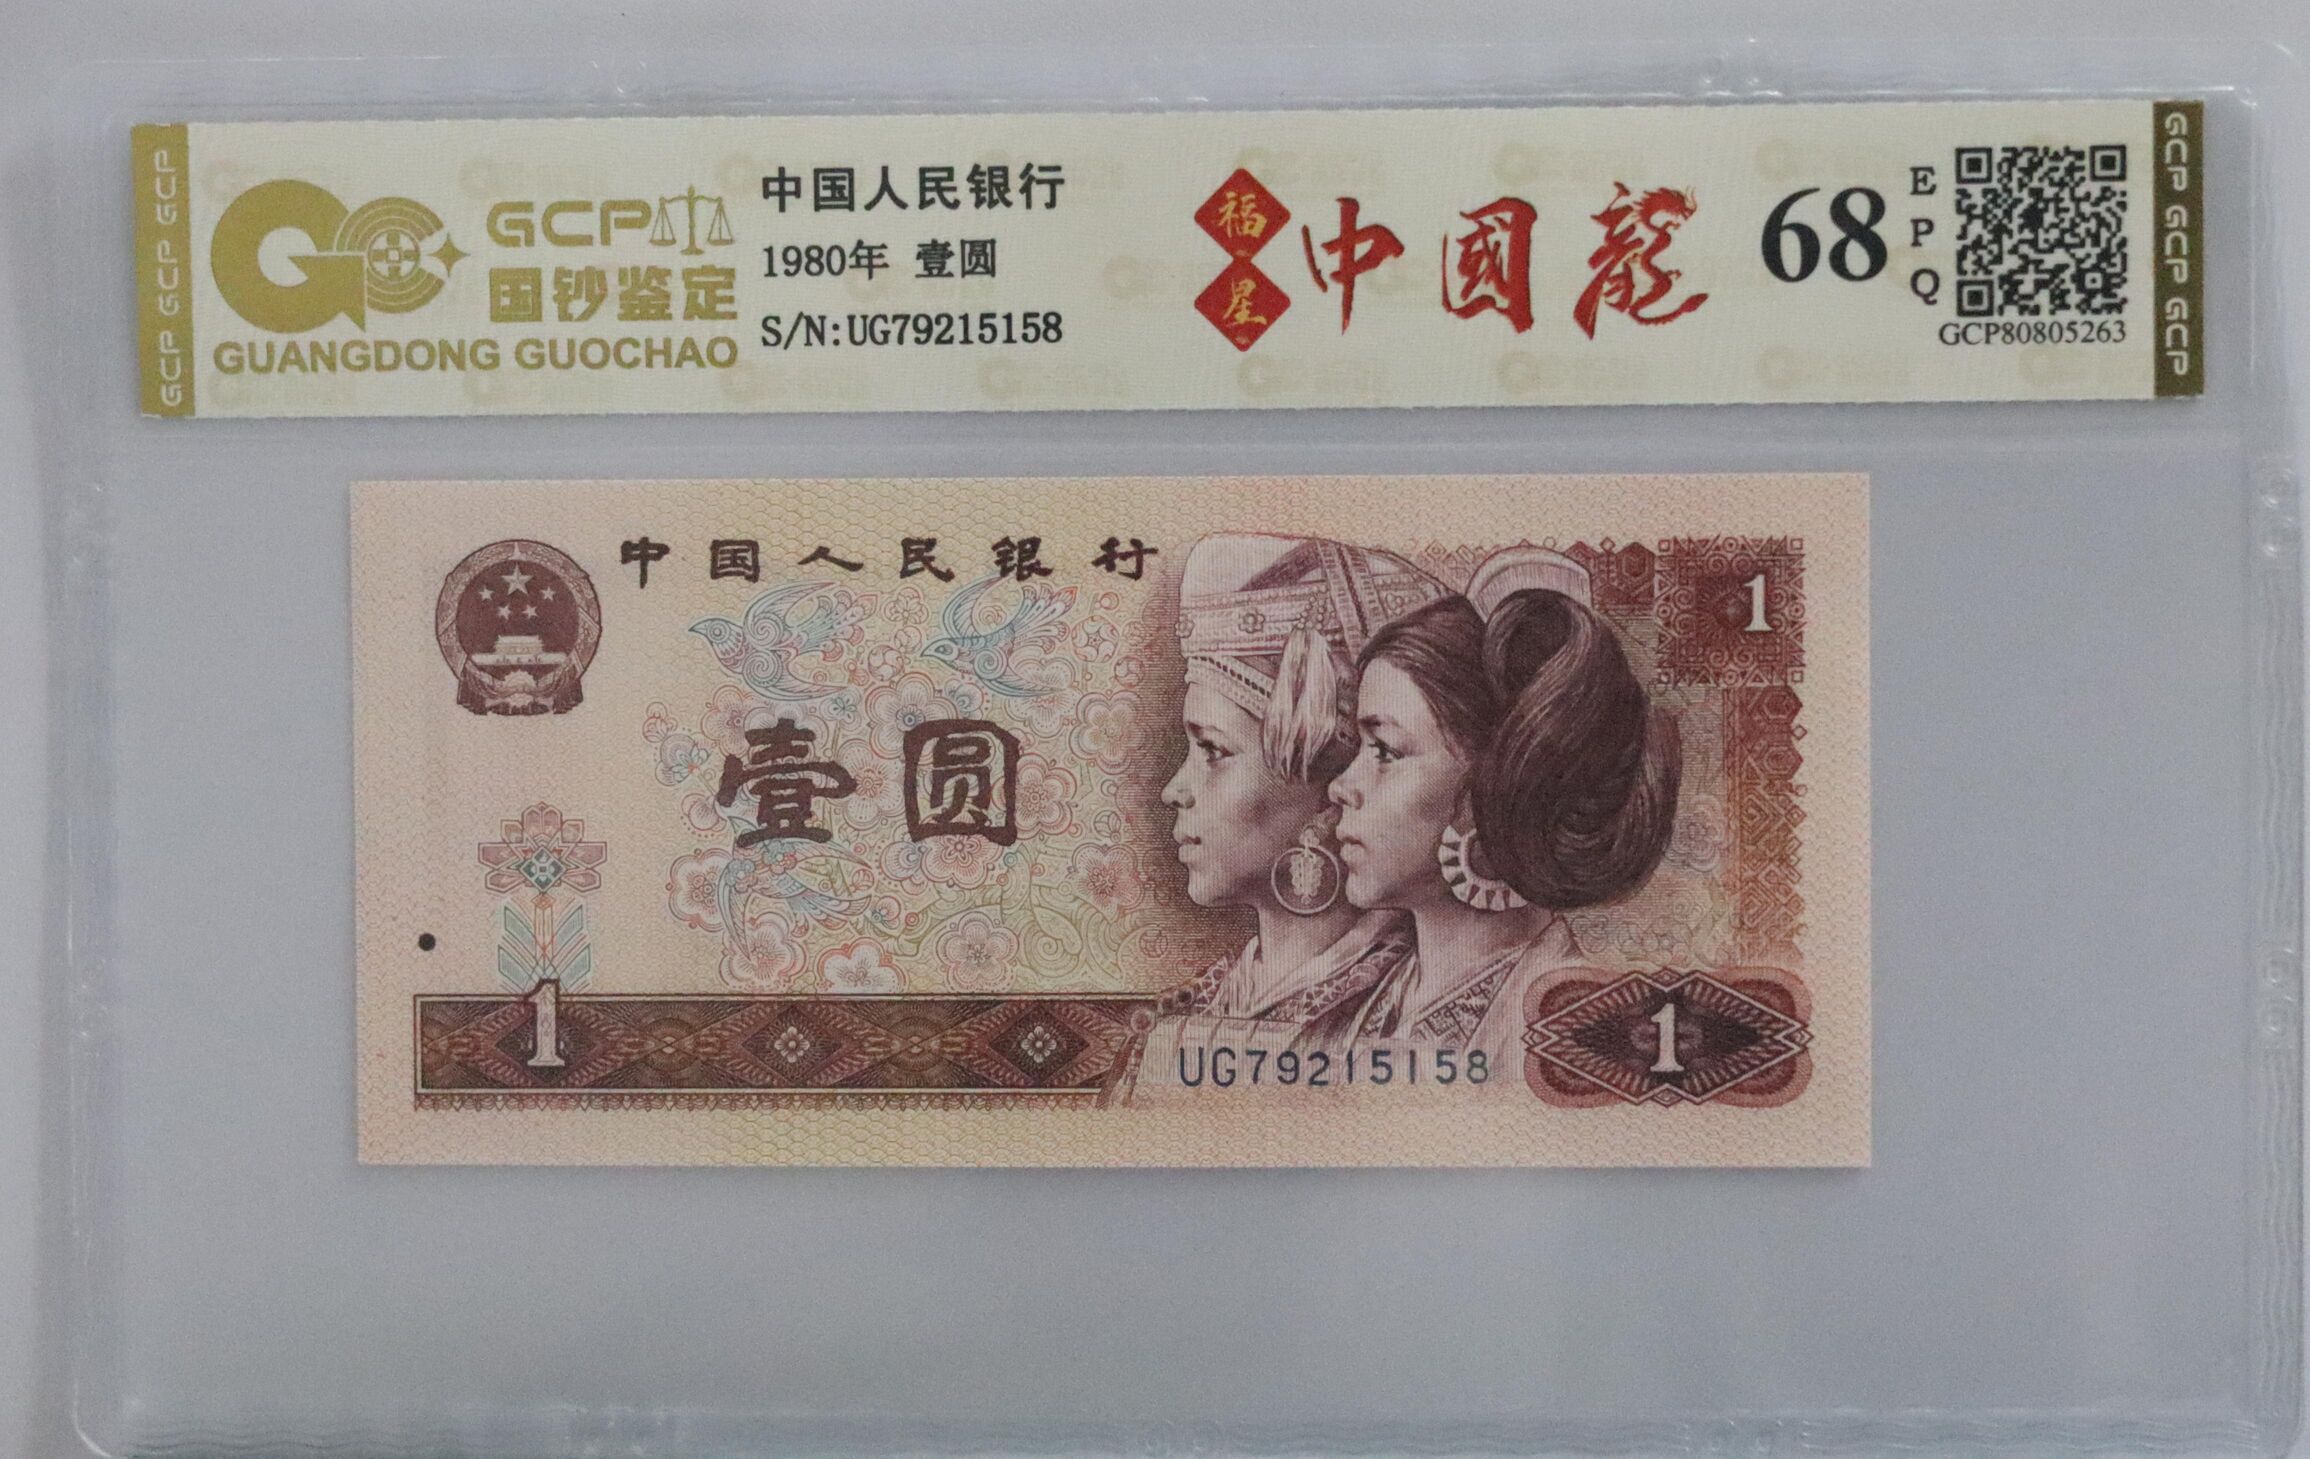 GCP GCP GCP
GCP
国钞鉴定
GUANGDONG GUOCHAO
中国人民银行
1980年 壹圆
S/N:UG79215158
福星
中國龍
68
EPQ
GCP80805263
GCP GCP GCP
中国人民银行
1
壹圆
1
1
UG79215158